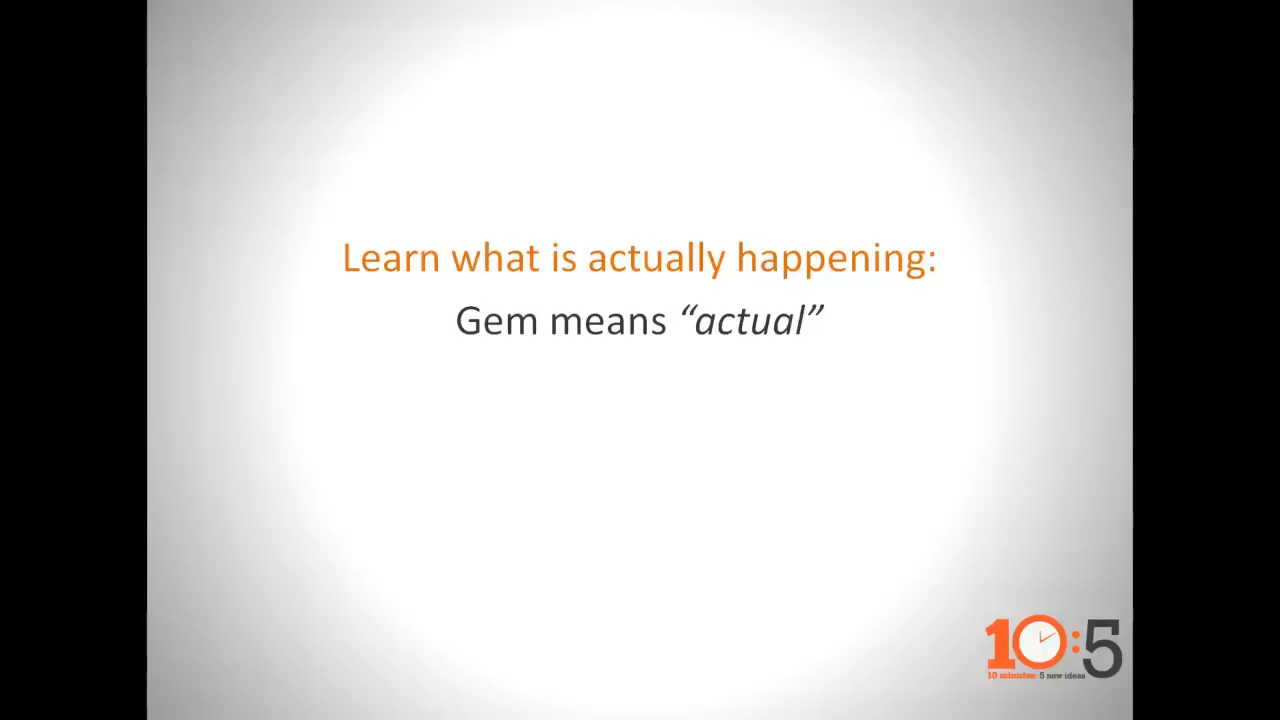 Learn what is actually happening:
Gem means “actual”
10:5
10 minutes 5 new ideas